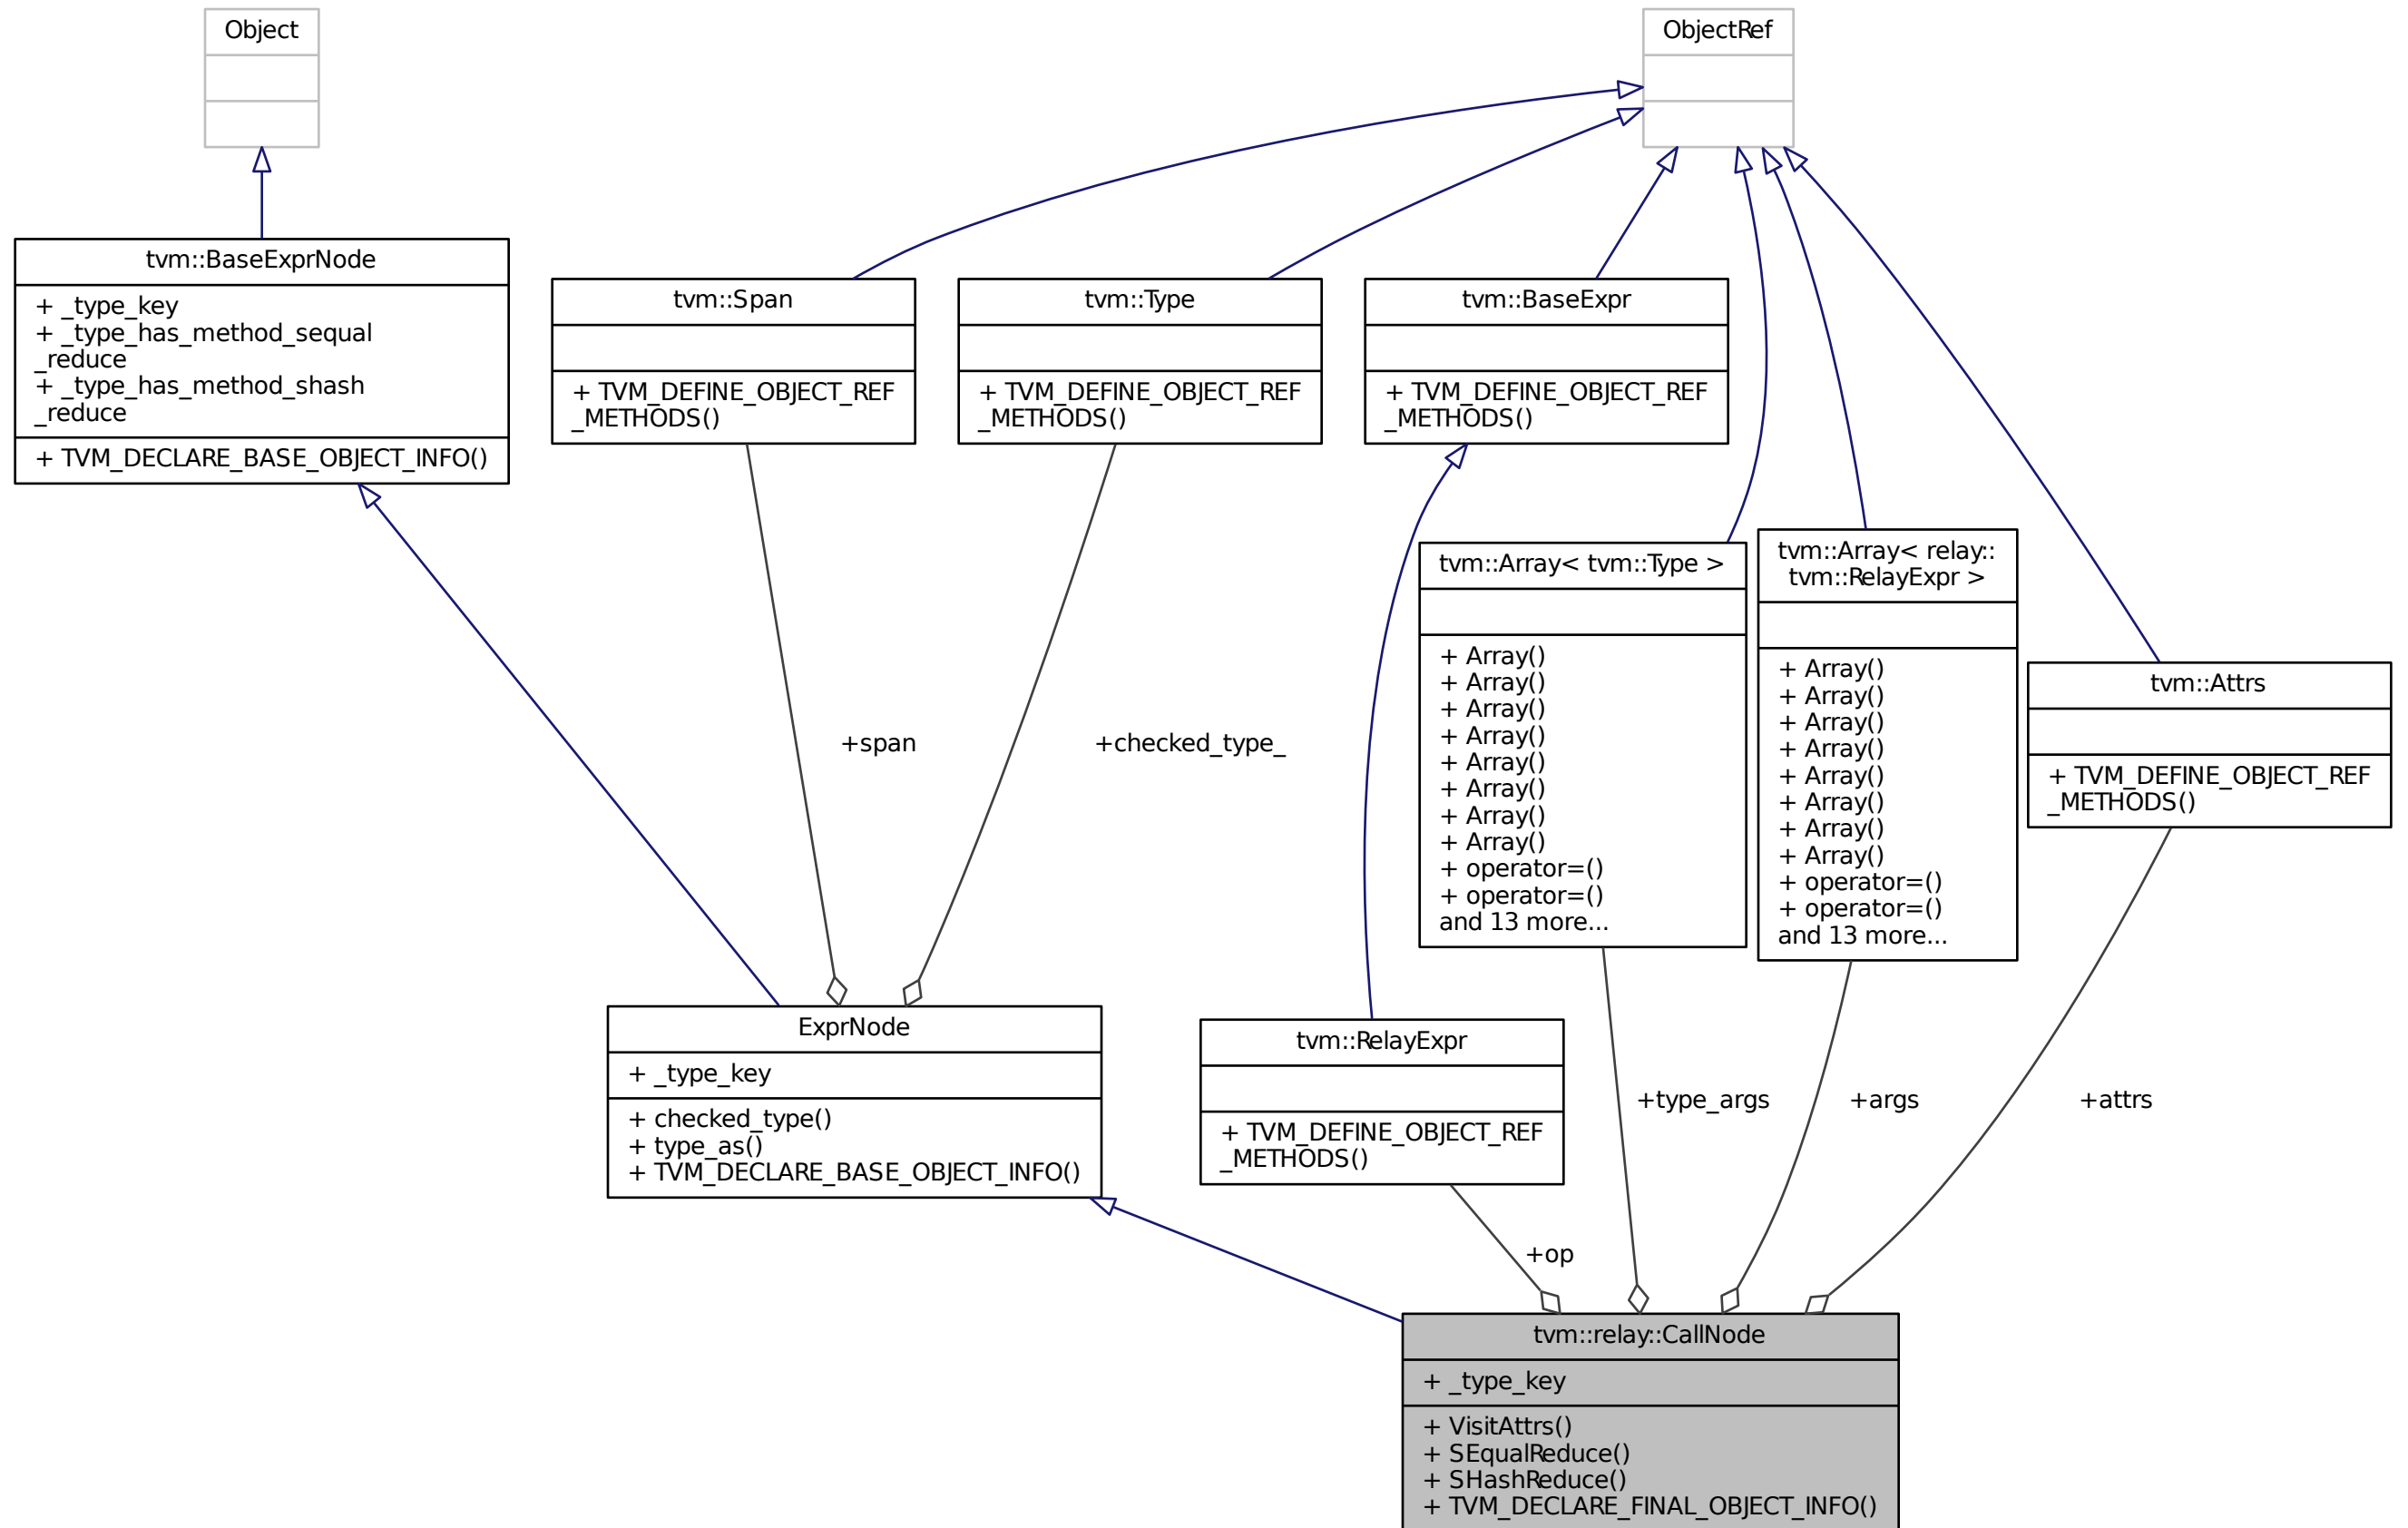 Object
ObjectRef
tvm::BaseExprNode
+ _type_key
+ _type_has_method_sequal
_reduce
+ _type_has_method_shash
_reduce
+ TVM_DECLARE_BASE_OBJECT_INFO()
tvm::Span
+ TVM_DEFINE_OBJECT_REF
_METHODS()
tvm::Type
+ TVM_DEFINE_OBJECT_REF
_METHODS()
tvm::BaseExpr
+ TVM_DEFINE_OBJECT_REF
_METHODS()
tvm::Array< tvm::Type >
+ Array()
+ Array()
+ Array()
+ Array()
+ Array()
+ Array()
+ Array()
+ Array()
+ operator=()
+ operator=()
and 13 more...
tvm::Array< relay::
tvm::RelayExpr >
+ Array()
+ Array()
+ Array()
+ Array()
+ Array()
+ Array()
+ Array()
+ Array()
+ operator=()
+ operator=()
and 13 more...
tvm::Attrs
+ TVM_DEFINE_OBJECT_REF
_METHODS()
+span
+checked_type_
ExprNode
+ _type_key
+ checked_type()
+ type_as()
+ TVM_DECLARE_BASE_OBJECT_INFO()
tvm::RelayExpr
+ TVM_DEFINE_OBJECT_REF
_METHODS()
+type_args
+args
+attrs
+op
tvm::relay::CallNode
+ _type_key
+ VisitAttrs()
+ SEqualReduce()
+ SHashReduce()
+ TVM_DECLARE_FINAL_OBJECT_INFO()